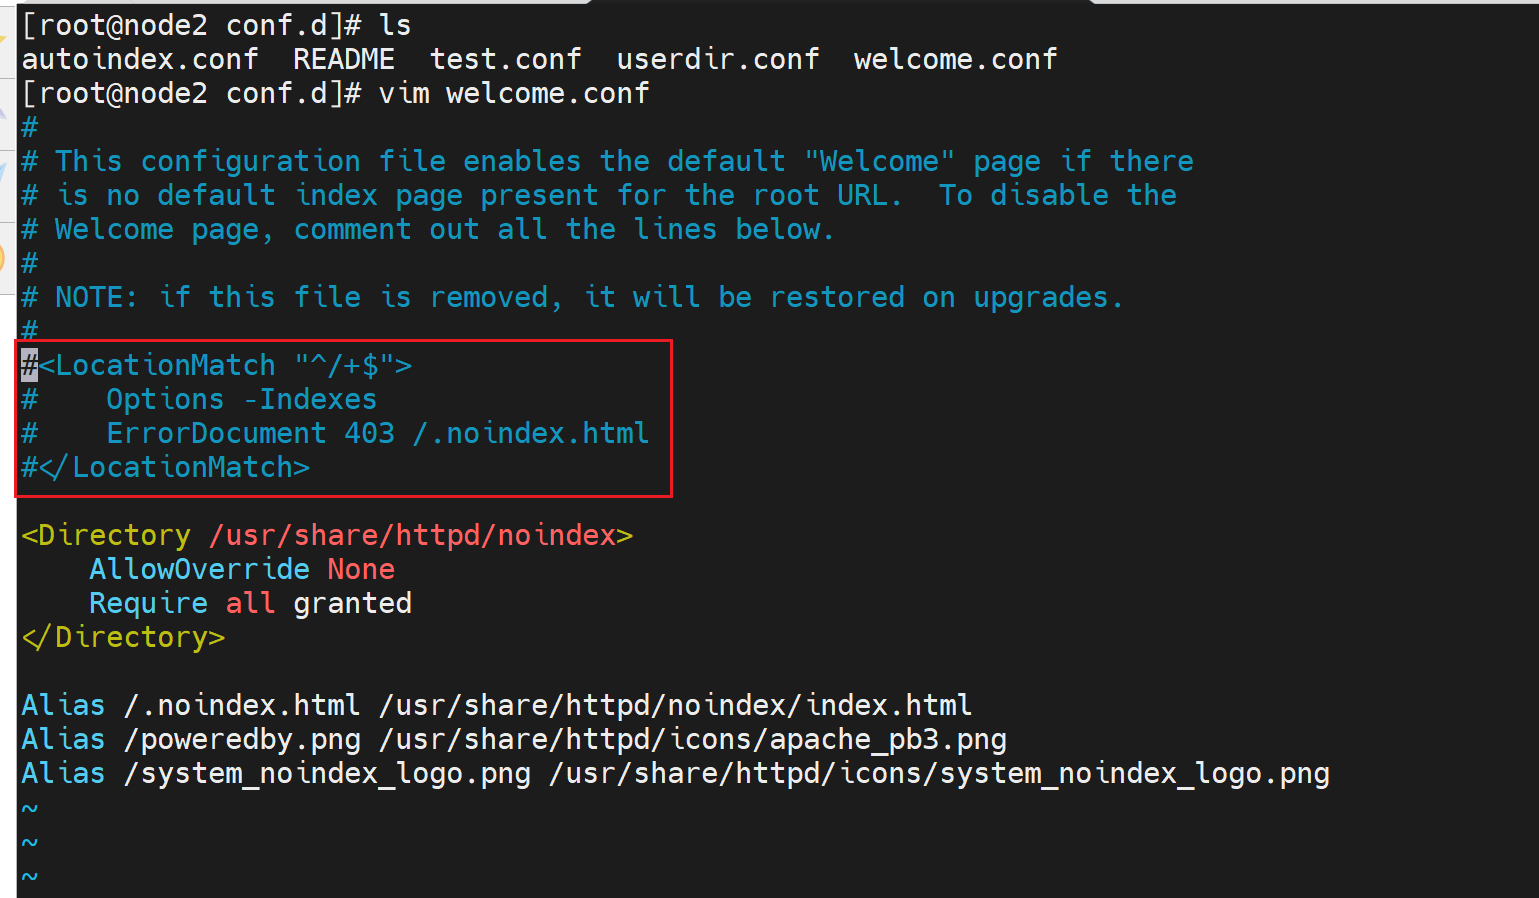 [root@node2 conf.d]# ls
autoindex.conf  README  test.conf  userdir.conf  welcome.conf
[root@node2 conf.d]# vim welcome.conf
#
# This configuration file enables the default "Welcome" page if there
# is no default index page present for the root URL.  To disable the
# Welcome page, comment out all the lines below.
#
# NOTE: if this file is removed, it will be restored on upgrades.
#
#<LocationMatch "^/+$">
#    Options -Indexes
#    ErrorDocument 403 /.noindex.html
#</LocationMatch>

<Directory /usr/share/httpd/noindex>
    AllowOverride None
    Require all granted
</Directory>

Alias /.noindex.html /usr/share/httpd/noindex/index.html
Alias /poweredby.png /usr/share/httpd/icons/apache_pb3.png
Alias /system_noindex_logo.png /usr/share/httpd/icons/system_noindex_logo.png
~
~
~